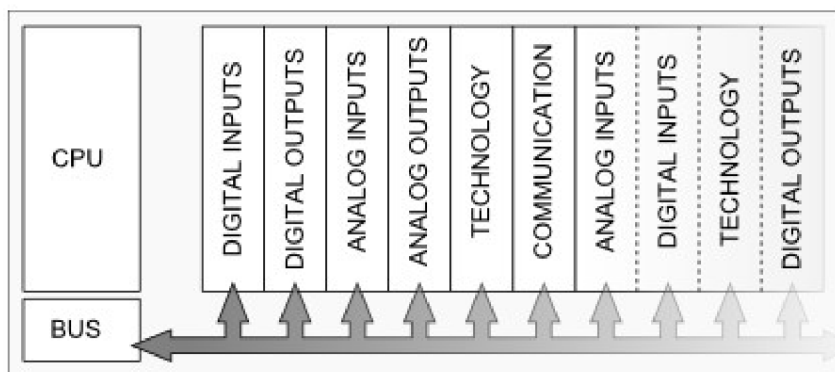 CPU
DIGITAL INPUTS
DIGITAL OUTPUTS
ANALOG INPUTS
ANALOG OUTPUTS
TECHNOLOGY
COMMUNICATION
ANALOG INPUTS
DIGITAL INPUTS
TECHNOLOGY
DIGITAL OUTPUTS
BUS